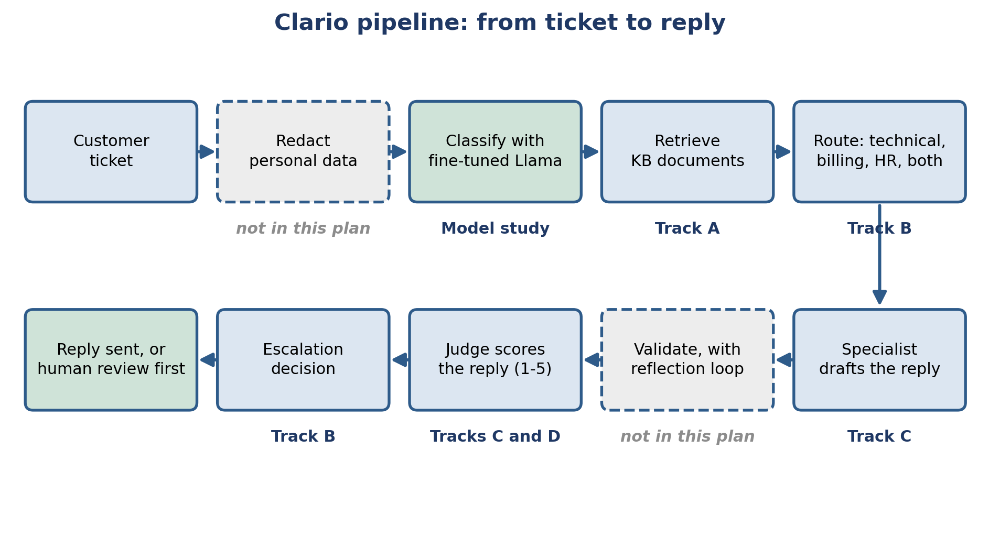 Clario pipeline: from ticket to reply
Customer
ticket
Redact
personal data
not in this plan
Classify with
fine-tuned Llama
Model study
Retrieve
KB documents
Track A
Route: technical,
billing, HR, both
Track B
Reply sent, or
human review first
Escalation
decision
Track B
Judge scores
the reply (1-5)
Tracks C and D
Validate, with
reflection loop
not in this plan
Specialist
drafts the reply
Track C